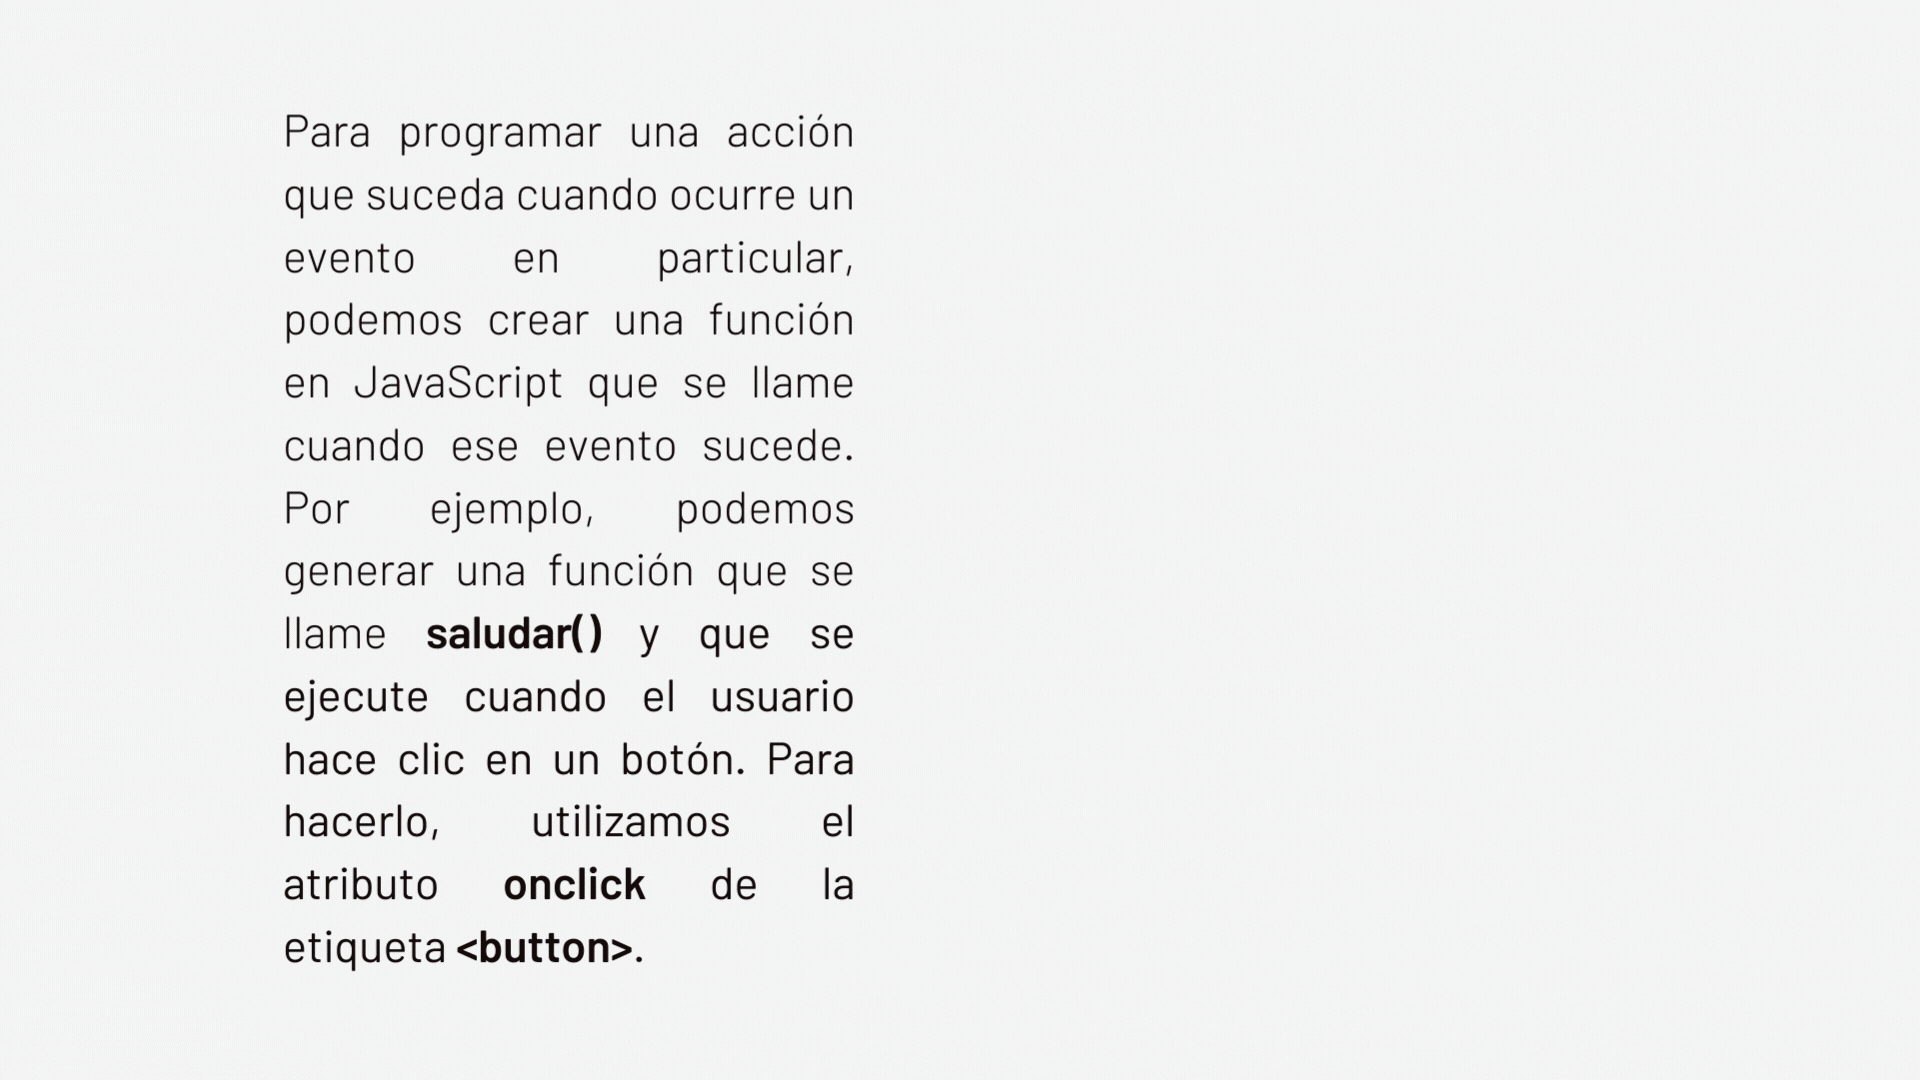 Para programar una acción
que suceda cuando ocurre un
evento en particular,
podemos crear una función
en JavaScript que se llame
cuando ese evento sucede.
Por ejemplo, podemos
generar una función que se
llame saludar() y que se
ejecute cuando el usuario
hace clic en un botón. Para
hacerlo, utilizamos el
atributo onclick de la
etiqueta <button>.